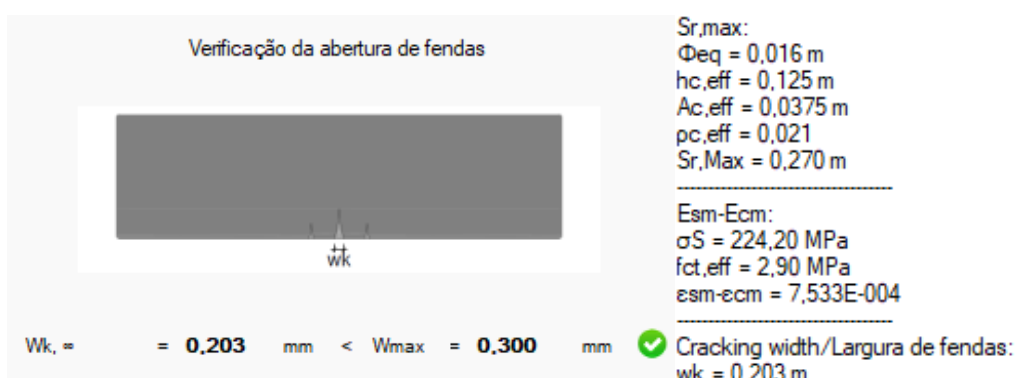 Verificação da abertura de fendas
wk
Wk, ∞ = 0,203 mm < Wmax = 0,300 mm
Sr,max:
Φeq = 0,016 m
hc,eff = 0,125 m
Ac,eff = 0,0375 m
ρc,eff = 0,021
Sr,Max = 0,270 m
--------------------------------
Esm-Ecm:
σS = 224,20 MPa
fct,eff = 2,90 MPa
εsm-εcm = 7,533E-004
--------------------------------
Cracking width/Largura de fendas:
wk = 0,203 m